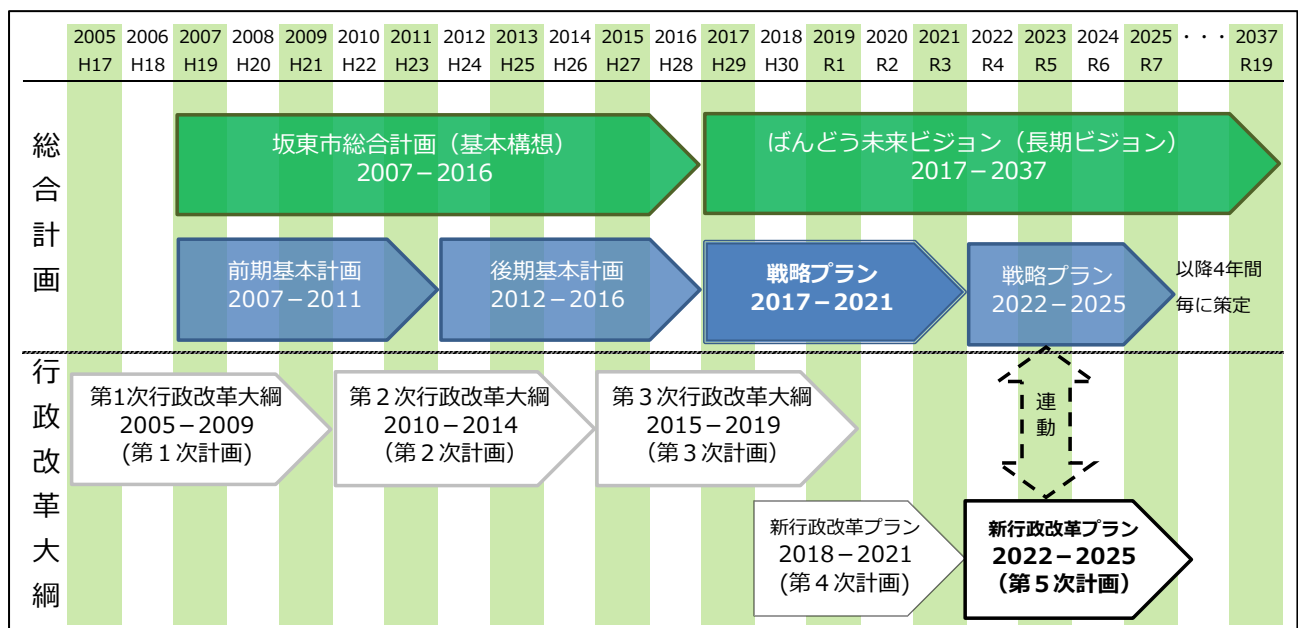 2005 2006 2007 2008 2009 2010 2011 2012 2013 2014 2015 2016 2017 2018 2019 2020 2021 2022 2023 2024 2025 ・・・ 2037
H17 H18 H19 H20 H21 H22 H23 H24 H25 H26 H27 H28 H29 H30 R1 R2 R3 R4 R5 R6 R7 R19
総合計画
坂東市総合計画（基本構想）
2007－2016
ばんどう未来ビジョン（長期ビジョン）
2017－2037
前期基本計画
2007－2011
後期基本計画
2012－2016
戦略プラン
2017－2021
戦略プラン
2022－2025
以降4年間
毎に策定
行政改革大綱
第1次行政改革大綱
2005－2009
(第１次計画)
第２次行政改革大綱
2010－2014
（第２次計画）
第３次行政改革大綱
2015－2019
（第３次計画）
連動
新行政改革プラン
2018－2021
(第４次計画)
新行政改革プラン
2022－2025
（第５次計画）